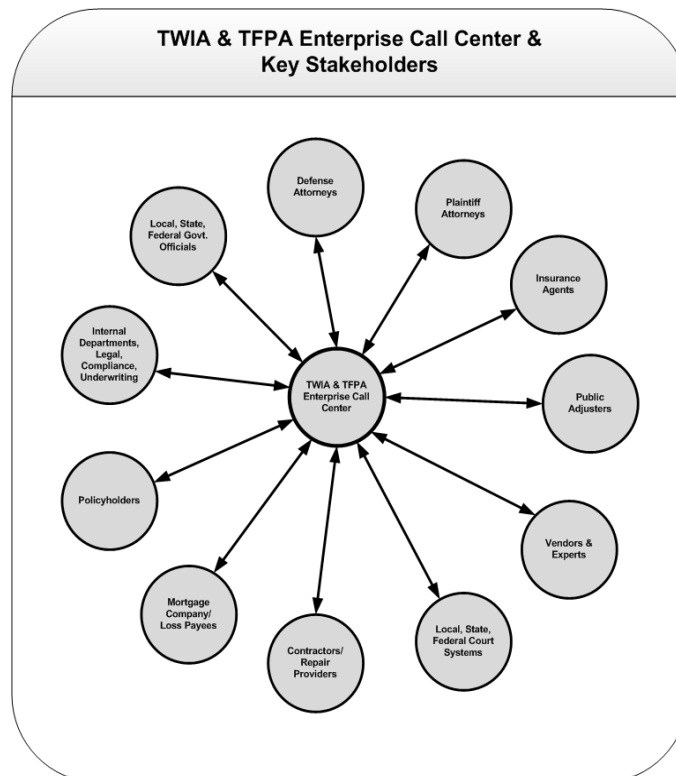 TWIA & TFPA Enterprise Call Center &
Key Stakeholders
Defense
Attorneys
Plaintiff
Attorneys
Local, State,
Federal Govt.
Officials
Insurance
Agents
Internal
Departments,
Legal,
Compliance,
Underwriting
TWIA & TFPA
Enterprise Call
Center
Public
Adjusters
Policyholders
Vendors &
Experts
Mortgage
Company/
Loss Payees
Contractors/
Repair
Providers
Local, State,
Federal Court
Systems